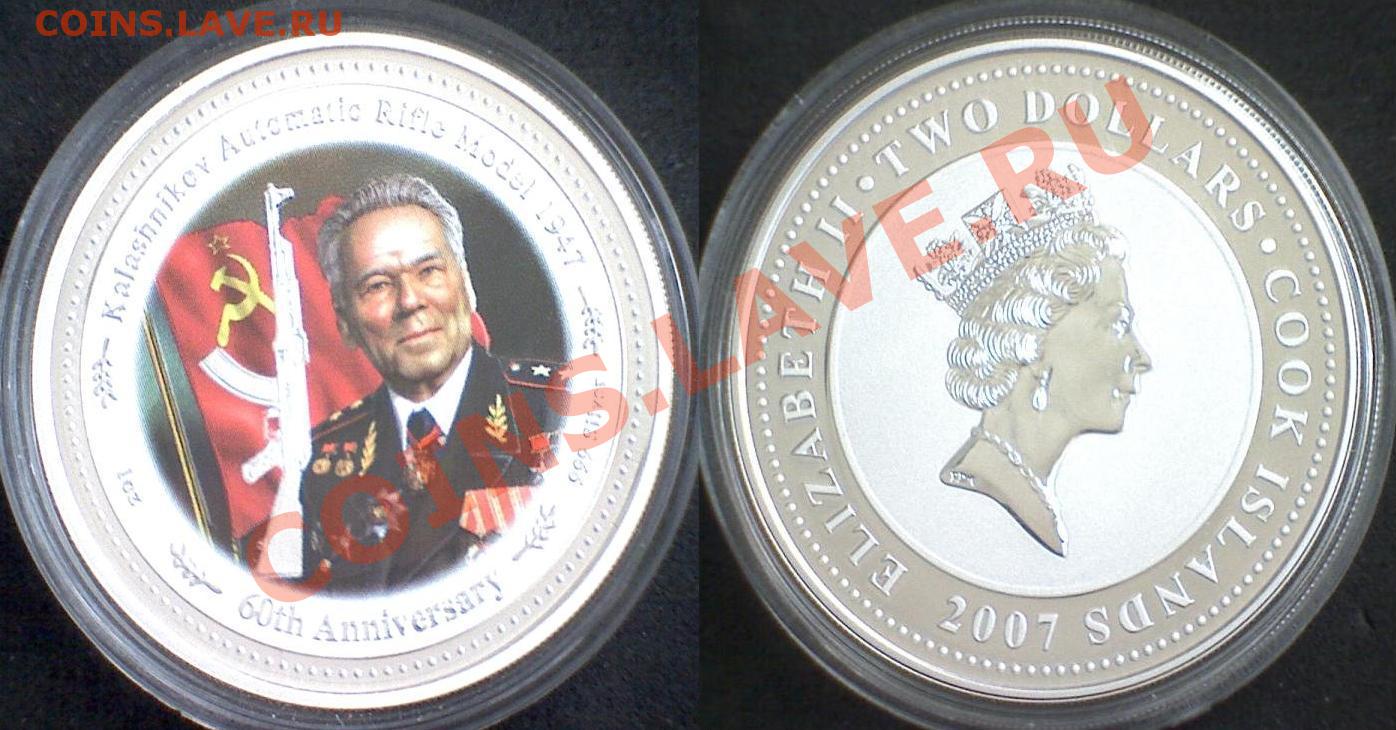 COINS.LAVE.RU
Kalashnikov Automatic Rifle Model 1947
1oz .999 Silver
60th Anniversary
COINS.LAVE.RU
ELIZABETH II · TWO DOLLARS · COOK ISLANDS
2007